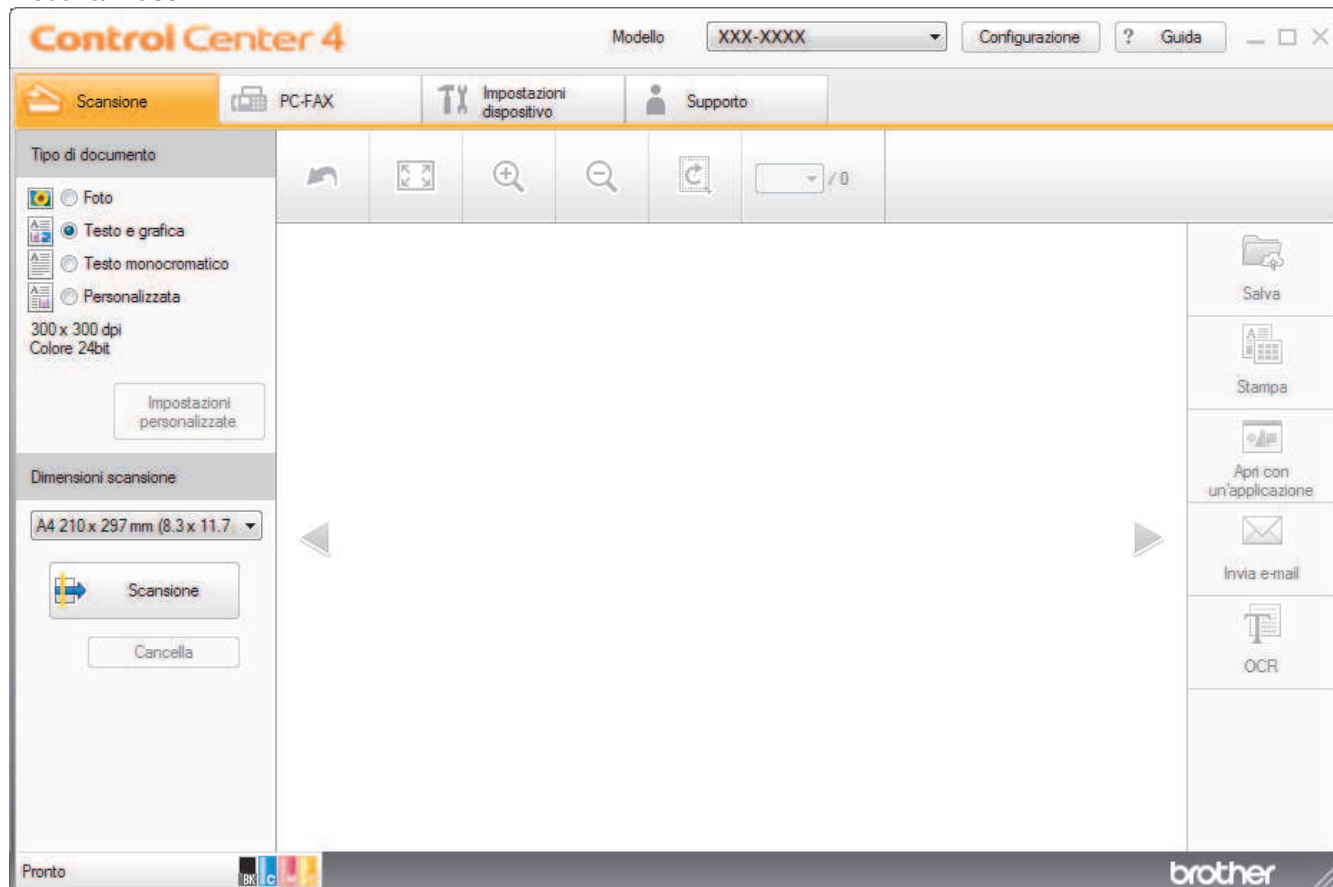 Control Center 4
Modello
XXX-XXXX
Configurazione
? Guida
Scansione
PC-FAX
Impostazioni
dispositivo
Supporto
Tipo di documento
/ 0
Foto
Testo e grafica
Testo monocromatico
Personalizzata
300 x 300 dpi
Colore 24bit
Impostazioni
personalizzate
Dimensioni scansione
A4 210 x 297 mm (8.3 x 11.7
Scansione
Cancella
Salva
Stampa
Apri con
un'applicazione
Invia e-mail
OCR
Pronto
BK
C
brother